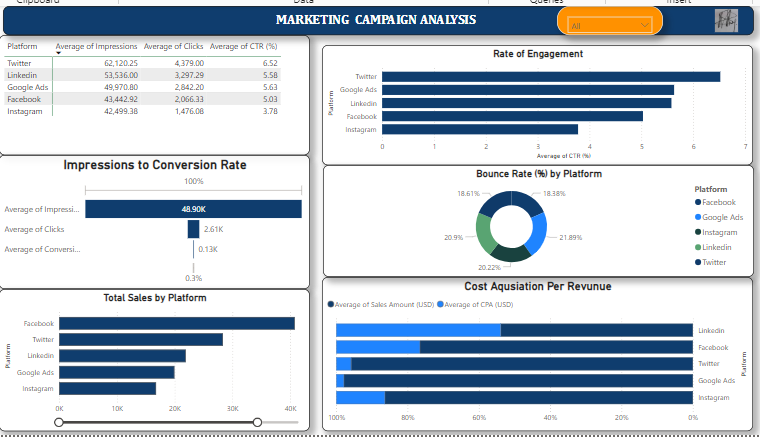 Clipboard Data Queries Insert
MARKETING CAMPAIGN ANALYSIS
All
Platform Average of Impressions Average of Clicks Average of CTR (%)
Twitter 62,120.25 4,379.00 6.52
Linkedin 53,536.00 3,297.29 5.58
Google Ads 49,970.80 2,842.20 5.63
Facebook 43,442.92 2,066.33 5.03
Instagram 42,499.38 1,476.08 3.78
Rate of Engagement
Platform
Twitter
Google Ads
Linkedin
Facebook
Instagram
0 1 2 3 4 5 6 7
Average of CTR (%)
Impressions to Conversion Rate
100%
Average of Impressi... 48.90K
Average of Clicks 2.61K
Average of Conversi... 0.13K
0.3%
Bounce Rate (%) by Platform
18.61% 18.38%
20.9% 21.89%
20.22%
Platform
Facebook
Google Ads
Instagram
Linkedin
Twitter
Total Sales by Platform
Platform
Facebook
Twitter
Linkedin
Google Ads
Instagram
0K 10K 20K 30K 40K
Cost Aqusiation Per Revunue
Average of Sales Amount (USD) Average of CPA (USD)
Linkedin
Facebook
Twitter
Google Ads
Instagram
Platform
100% 80% 60% 40% 20% 0%